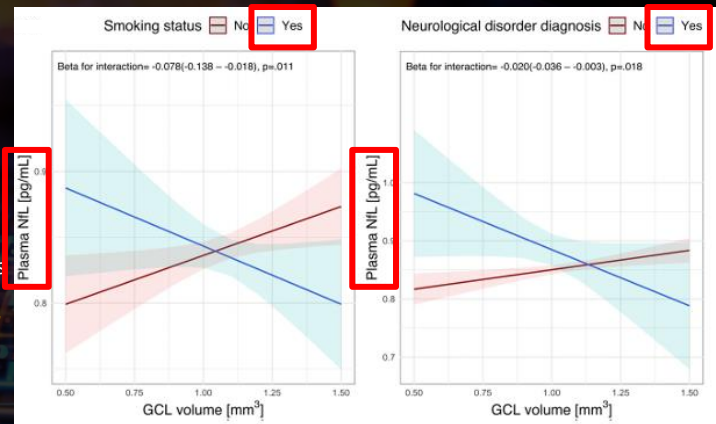 Smoking status No Yes
Beta for interaction= -0.078(-0.138 – -0.018), p=.011
Plasma NfL [pg/mL]
0.9
0.8
0.50 0.75 1.00 1.25 1.50
GCL volume [mm³]
Neurological disorder diagnosis No Yes
Beta for interaction= -0.020(-0.036 – -0.003), p=.018
Plasma NfL [pg/mL]
1.0
0.9
0.8
0.7
0.50 0.75 1.00 1.25 1.50
GCL volume [mm³]